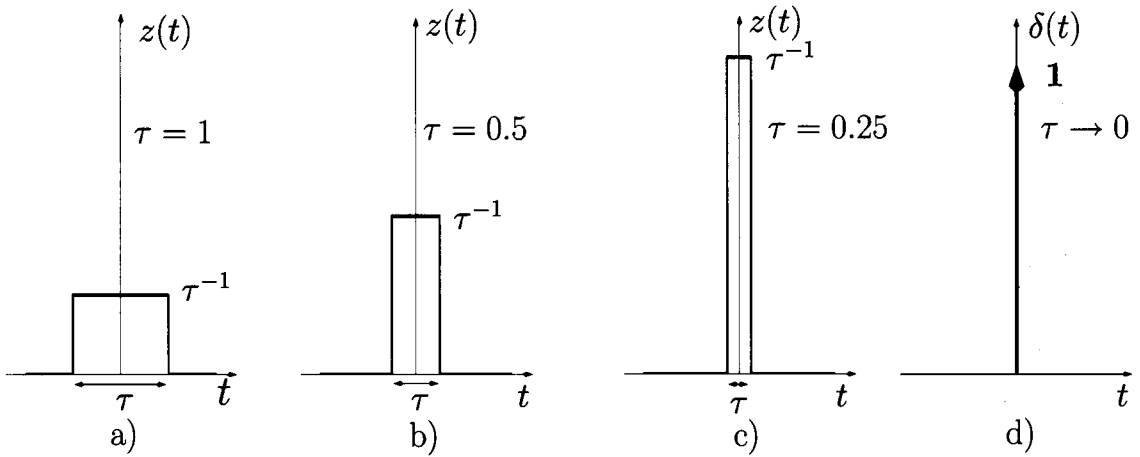 z(t)
τ = 1
τ⁻¹
τ
t
a)
z(t)
τ = 0.5
τ⁻¹
τ
t
b)
z(t)
τ⁻¹
τ = 0.25
τ
t
c)
δ(t)
1
τ → 0
t
d)